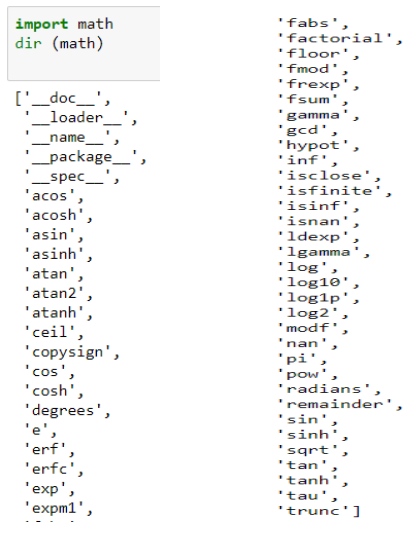 import math
dir (math)
['__doc__',
'__loader__',
'__name__',
'__package__',
'__spec__',
'acos',
'acosh',
'asin',
'asinh',
'atan',
'atan2',
'atanh',
'ceil',
'copysign',
'cos',
'cosh',
'degrees',
'e',
'erf',
'erfc',
'exp',
'expm1',
'fabs',
'factorial',
'floor',
'fmod',
'frexp',
'fsum',
'gamma',
'gcd',
'hypot',
'inf',
'isclose',
'isfinite',
'isinf',
'isnan',
'ldexp',
'lgamma',
'log',
'log10',
'log1p',
'log2',
'modf',
'nan',
'pi',
'pow',
'radians',
'remainder',
'sin',
'sinh',
'sqrt',
'tan',
'tanh',
'tau',
'trunc']